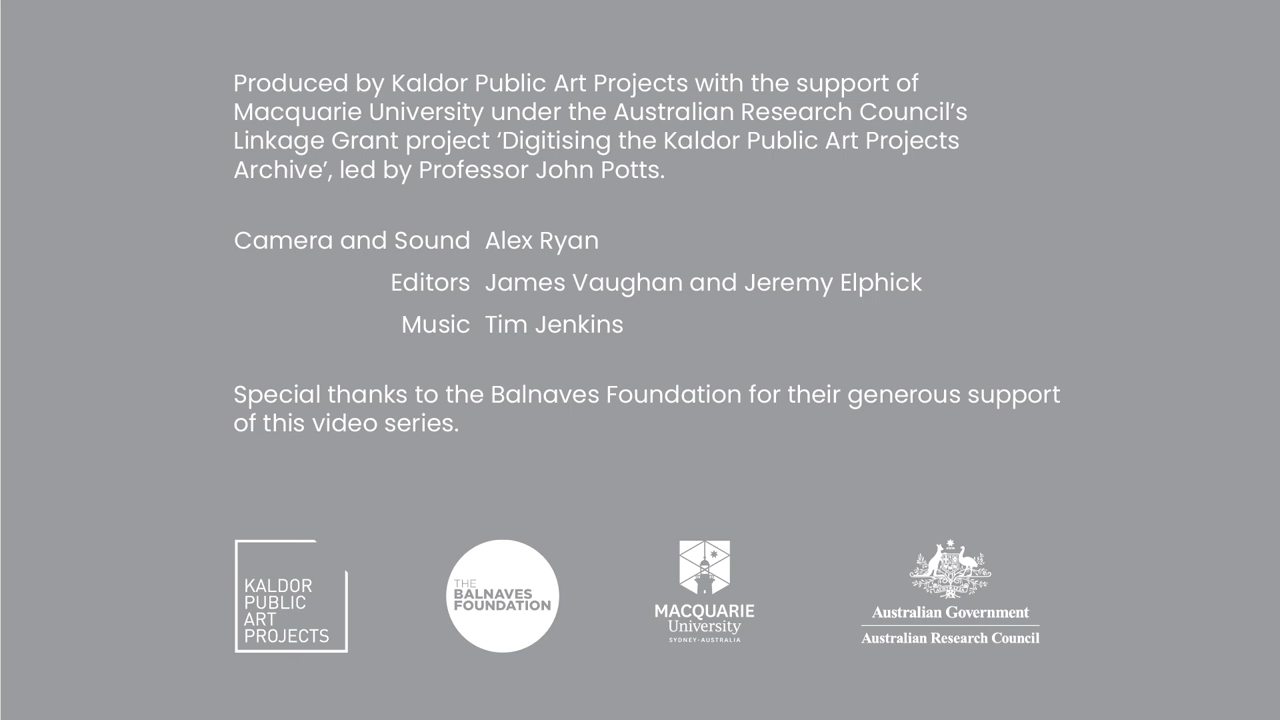 Produced by Kaldor Public Art Projects with the support of
Macquarie University under the Australian Research Council’s
Linkage Grant project ‘Digitising the Kaldor Public Art Projects
Archive’, led by Professor John Potts.
Camera and Sound Alex Ryan
Editors James Vaughan and Jeremy Elphick
Music Tim Jenkins
Special thanks to the Balnaves Foundation for their generous support
of this video series.
KALDOR
PUBLIC
ART
PROJECTS
THE
BALNAVES
FOUNDATION
MACQUARIE
University
SYDNEY·AUSTRALIA
Australian Government
Australian Research Council